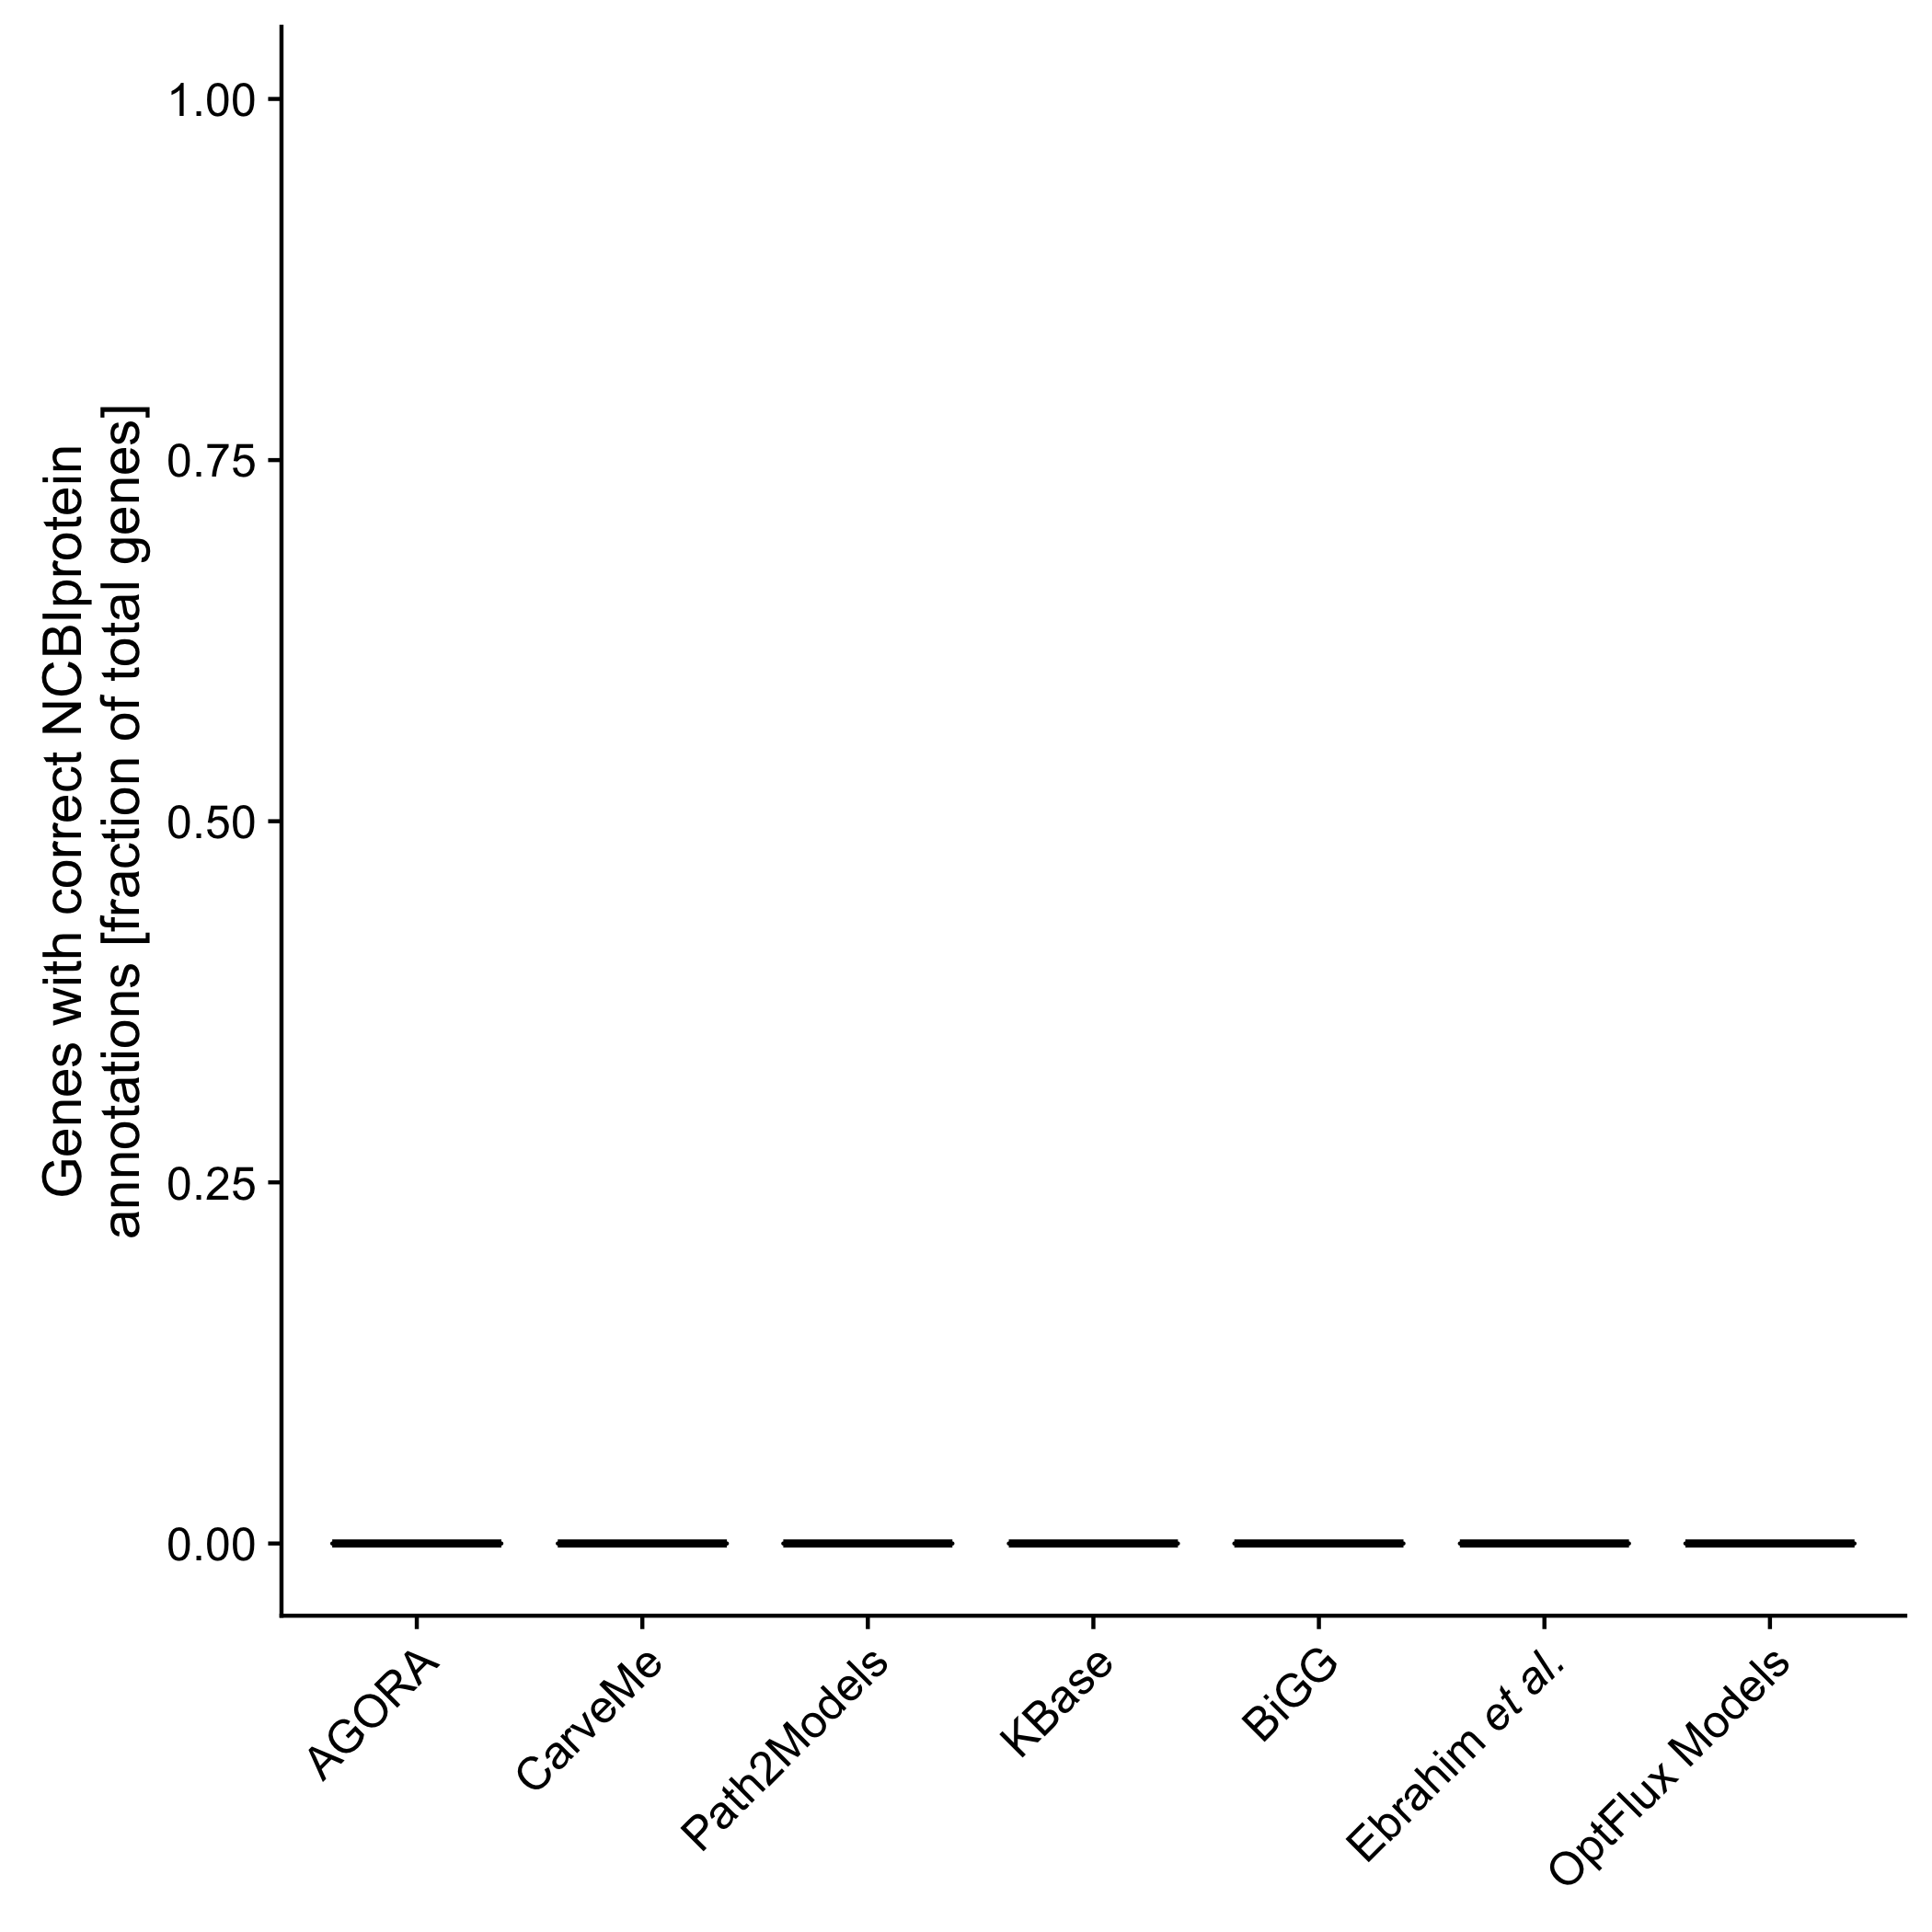 Genes with correct NCBIprotein
annotations [fraction of total genes]
1.00
0.75
0.50
0.25
0.00
AGORA
CarveMe
Path2Models
KBase
BiGG
Ebrahim et al.
OptFlux Models